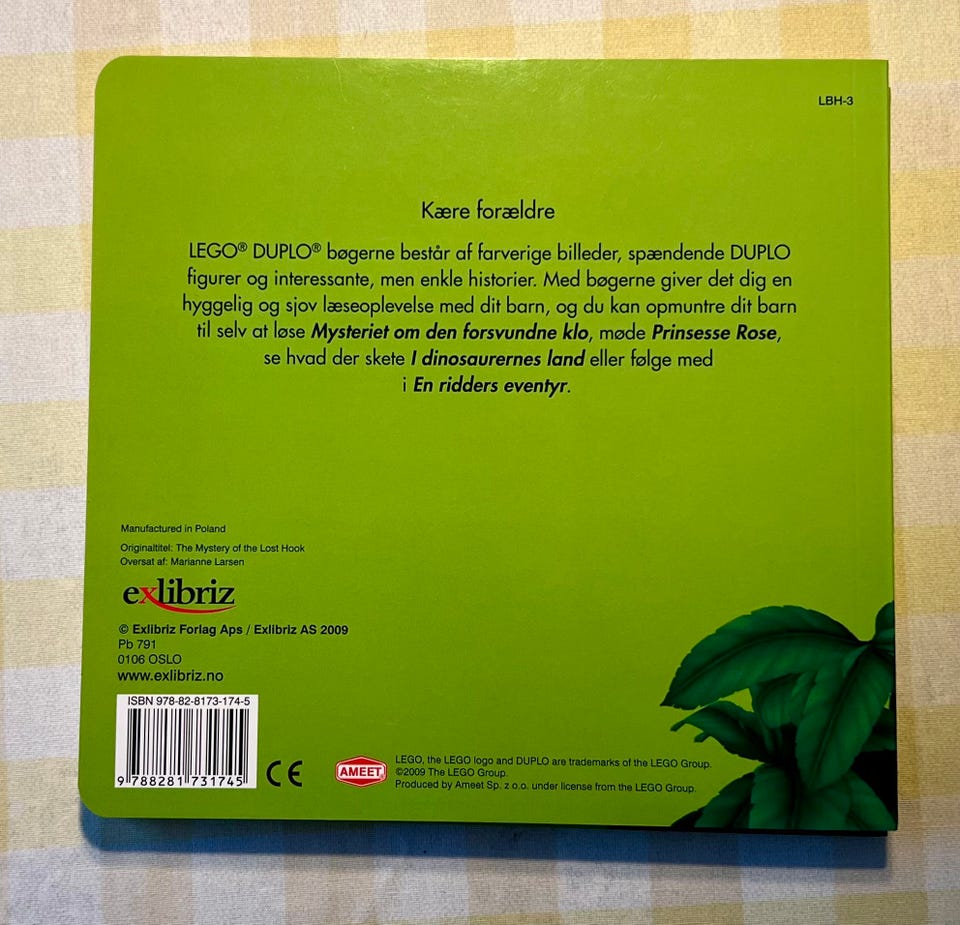 LBH-3
Kære forældre
LEGO® DUPLO® bøgerne består af farverige billeder, spændende DUPLO
figurer og interessante, men enkle historier. Med bøgerne giver det dig en
hyggelig og sjov læseoplevelse med dit barn, og du kan opmuntre dit barn
til selv at løse Mysteriet om den forsvundne klo, møde Prinsesse Rose,
se hvad der skete I dinosaurernes land eller følge med
i En ridders eventyr.
Manufactured in Poland
Originaltitel: The Mystery of the Lost Hook
Oversat af: Marianne Larsen
exlibriz
© Exlibriz Forlag Aps / Exlibriz AS 2009
Pb 791
0106 OSLO
www.exlibriz.no
ISBN 978-82-8173-174-5
9 788281 731745
CE
AMEET
LEGO, the LEGO logo and DUPLO are trademarks of the LEGO Group.
©2009 The LEGO Group.
Produced by Ameet Sp. z o.o. under license from the LEGO Group.